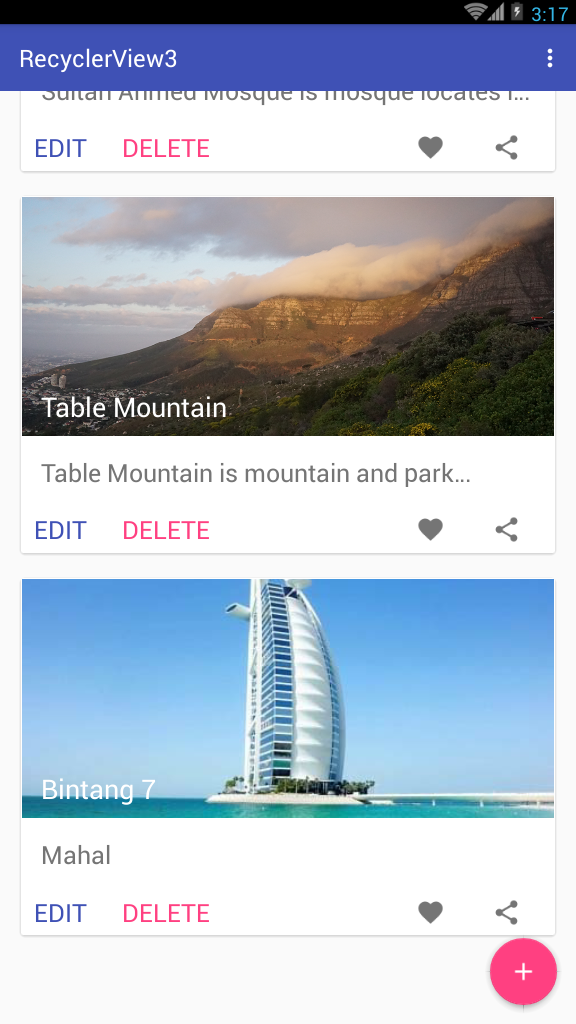 3:17
RecyclerView3
Sultan Ahmed Mosque is mosque locates i...
EDIT DELETE
Table Mountain
Table Mountain is mountain and park...
EDIT DELETE
Bintang 7
Mahal
EDIT DELETE
+